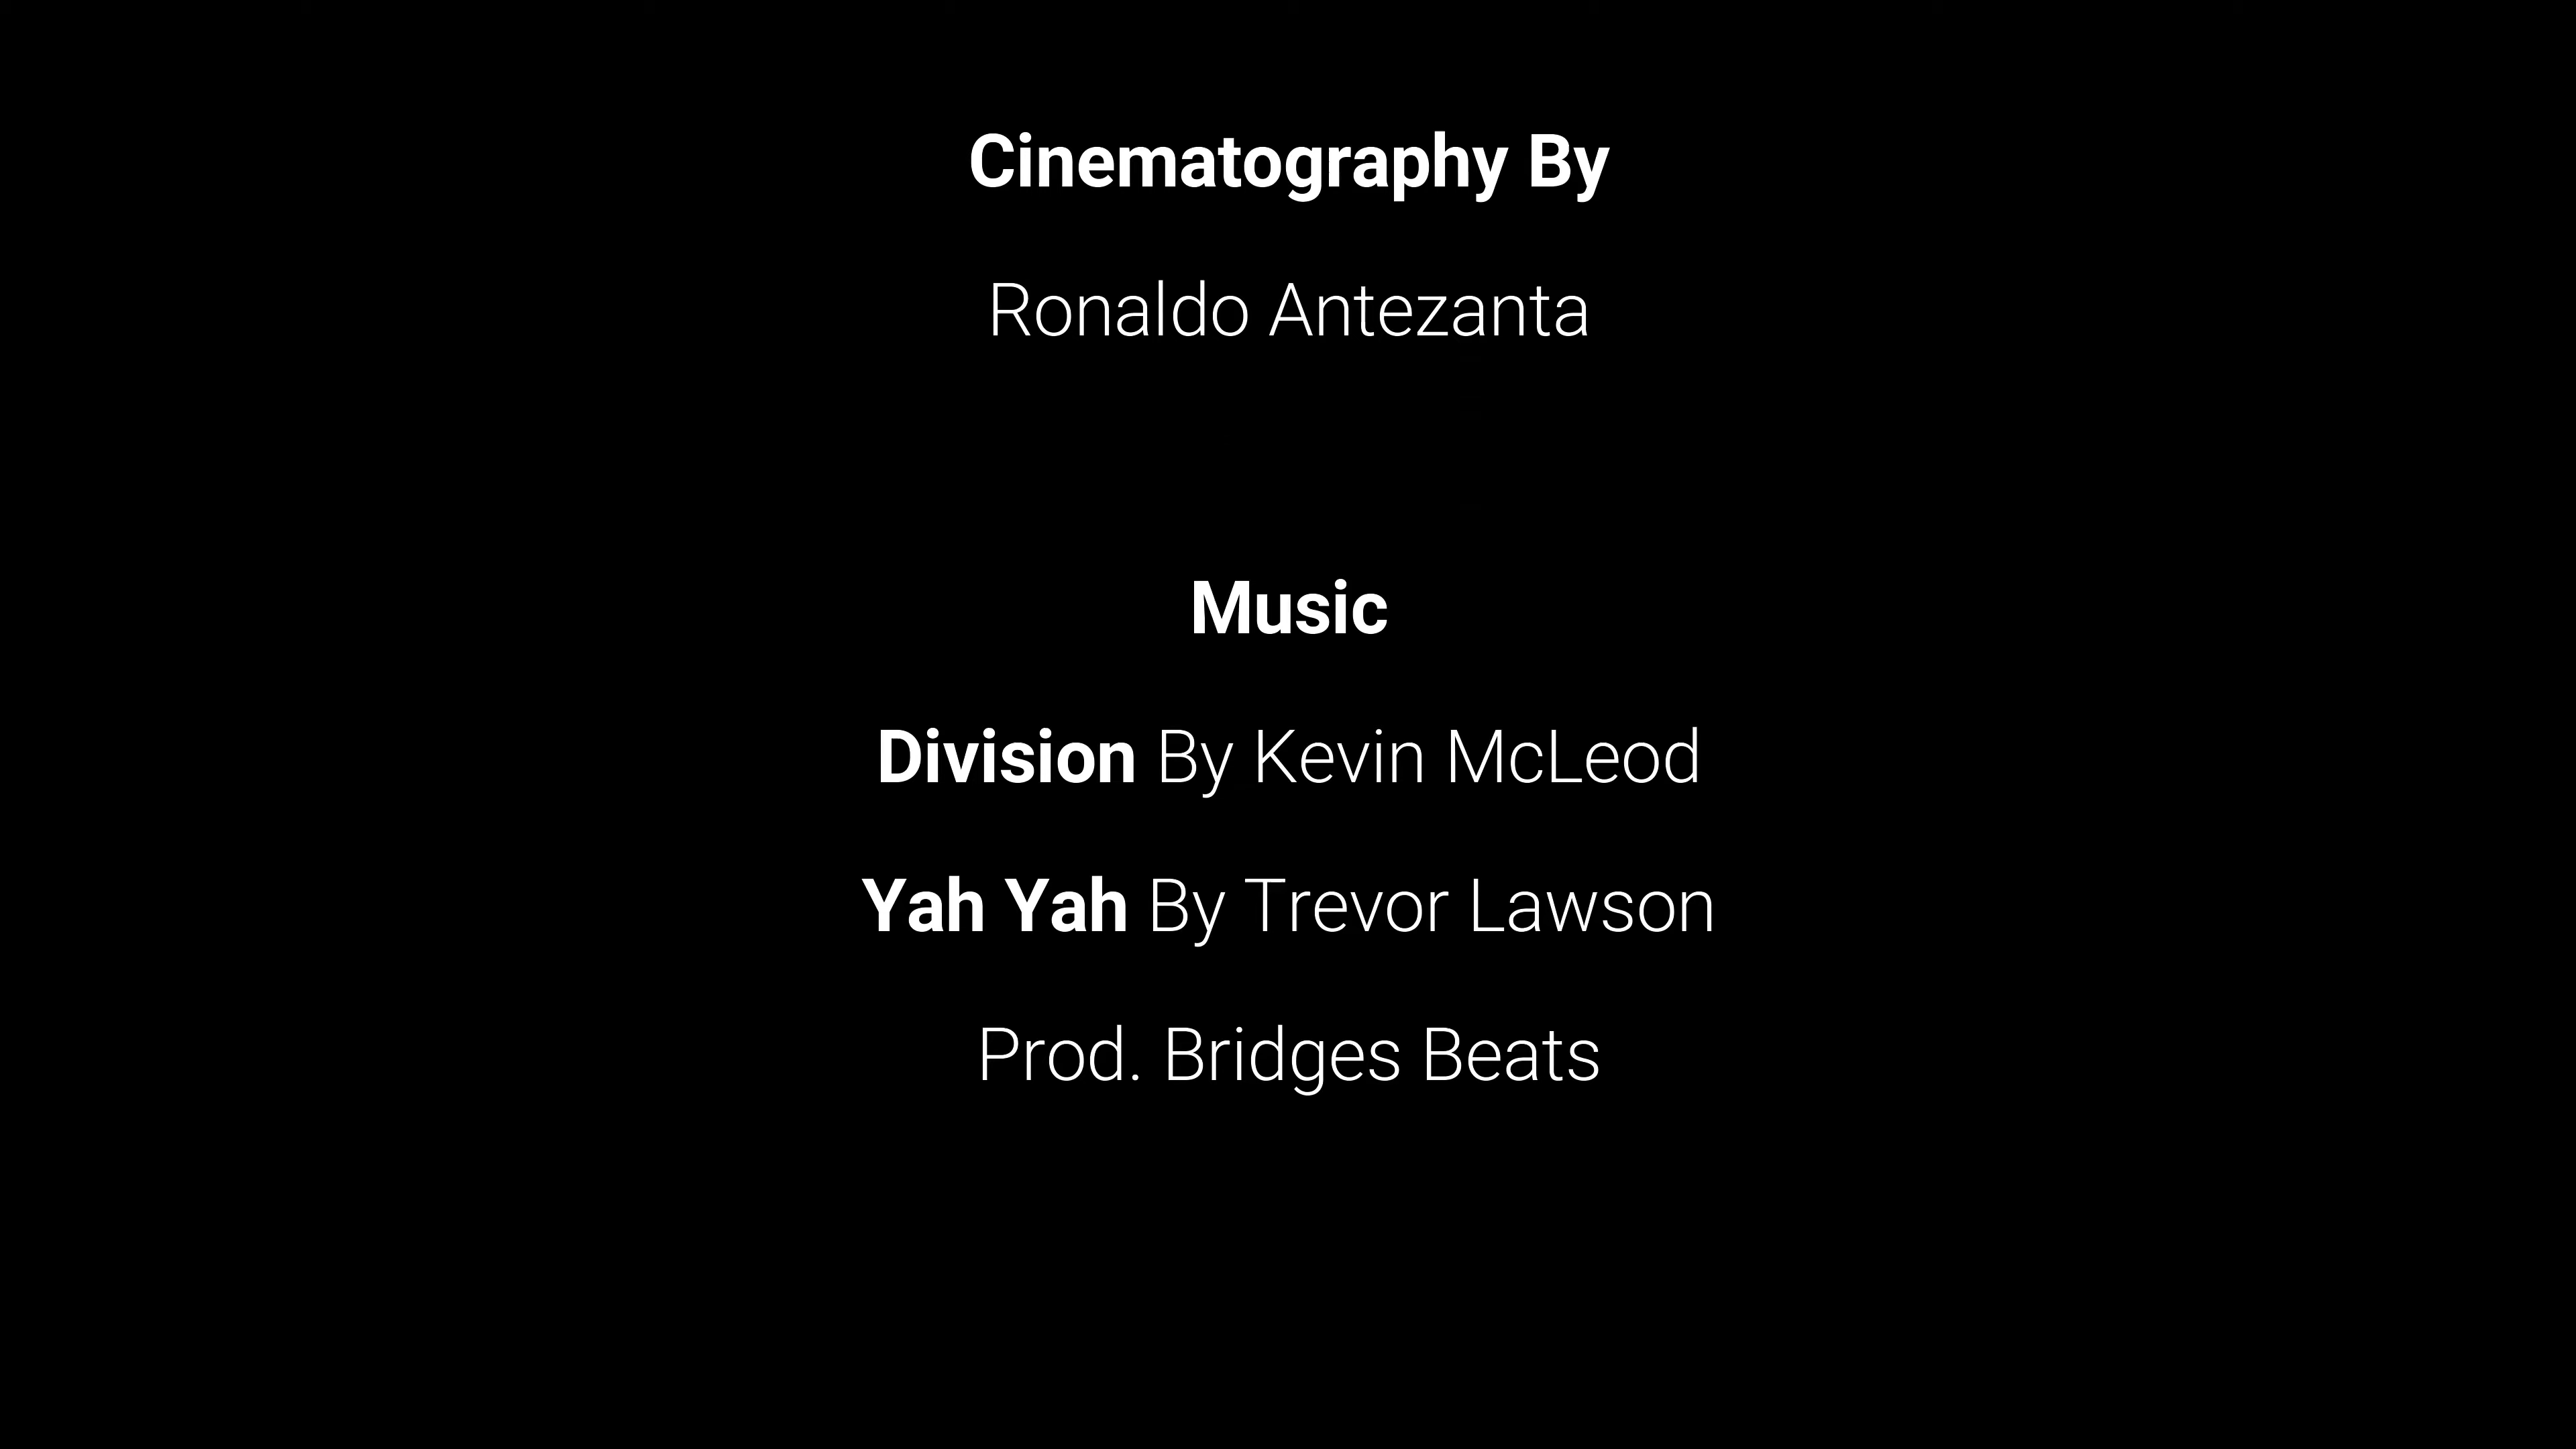 Cinematography By
Ronaldo Antezanta
Music
Division By Kevin McLeod
Yah Yah By Trevor Lawson
Prod. Bridges Beats